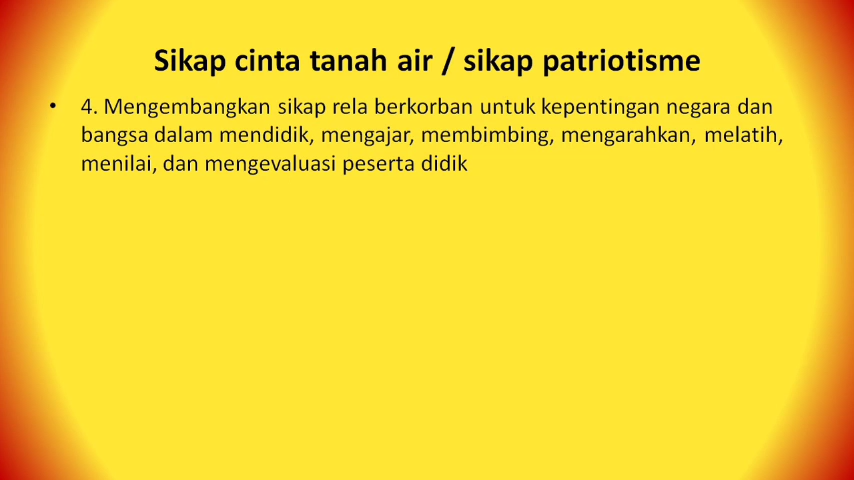 Sikap cinta tanah air / sikap patriotisme
• 4. Mengembangkan sikap rela berkorban untuk kepentingan negara dan
bangsa dalam mendidik, mengajar, membimbing, mengarahkan, melatih,
menilai, dan mengevaluasi peserta didik